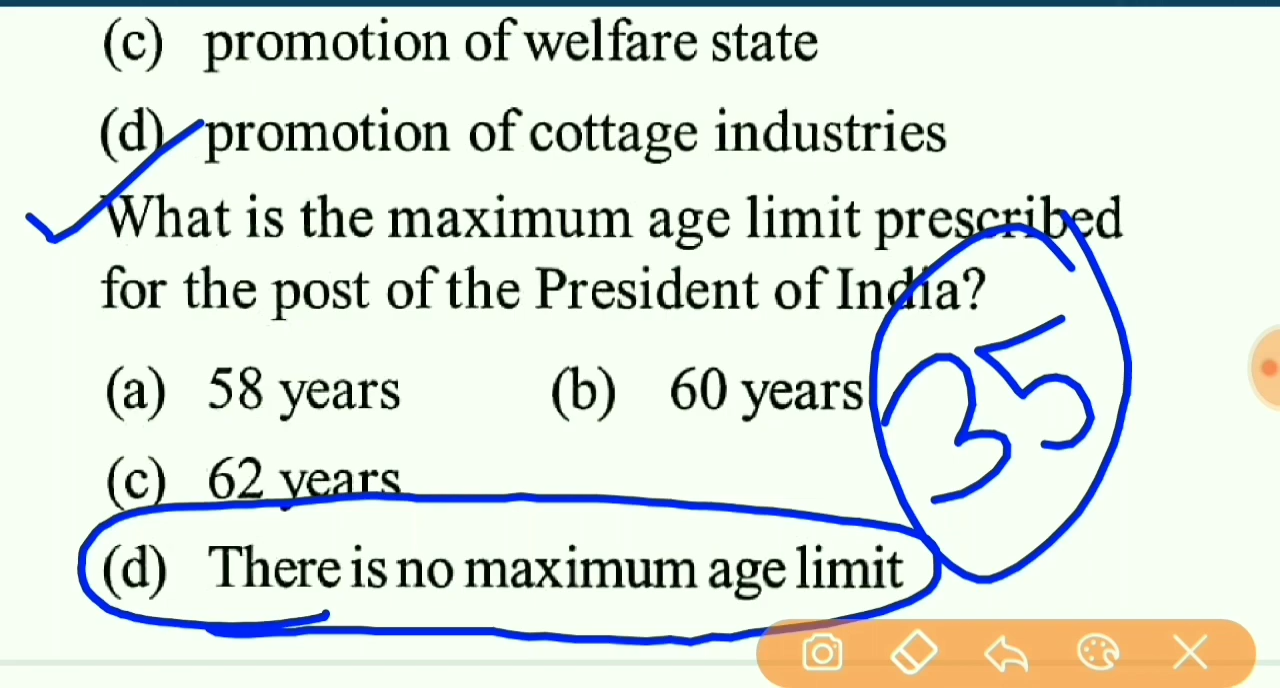 (c) promotion of welfare state
(d) promotion of cottage industries
What is the maximum age limit prescribed
for the post of the President of India?
(a) 58 years (b) 60 years
35
(c) 62 years
(d) There is no maximum age limit